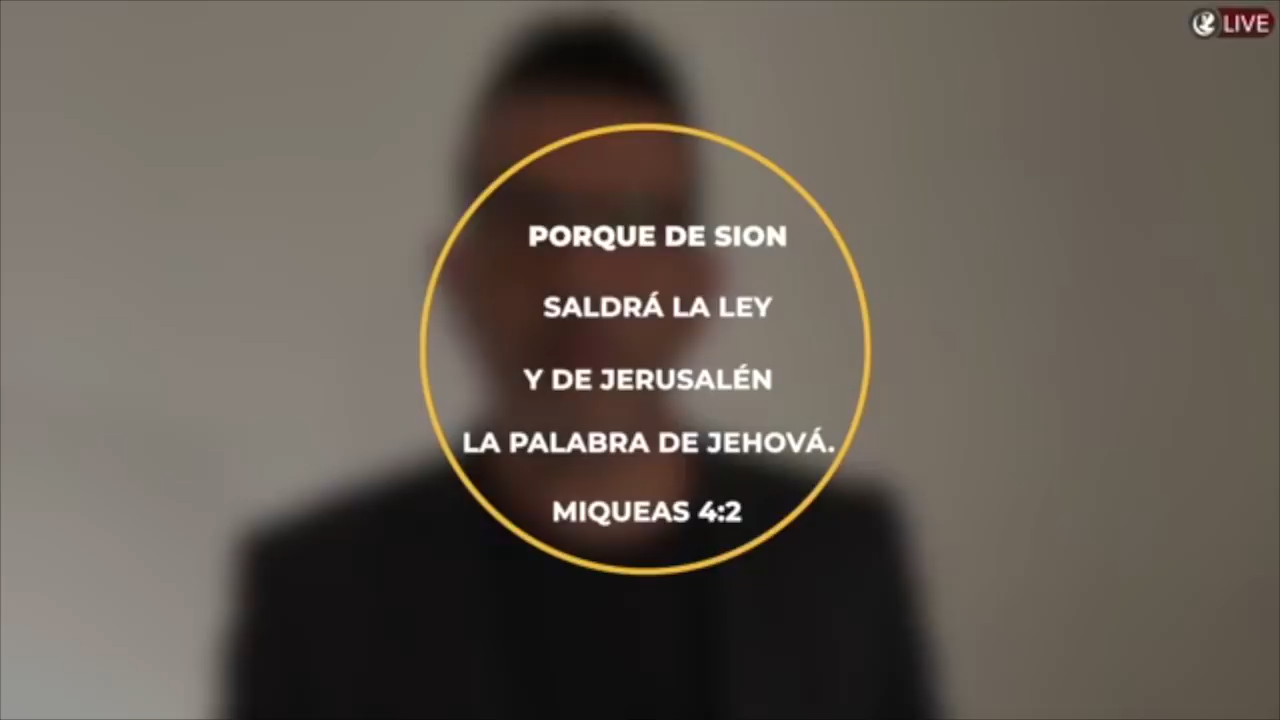 LIVE
PORQUE DE SION
SALDRÁ LA LEY
Y DE JERUSALÉN
LA PALABRA DE JEHOVÁ.
MIQUEAS 4:2